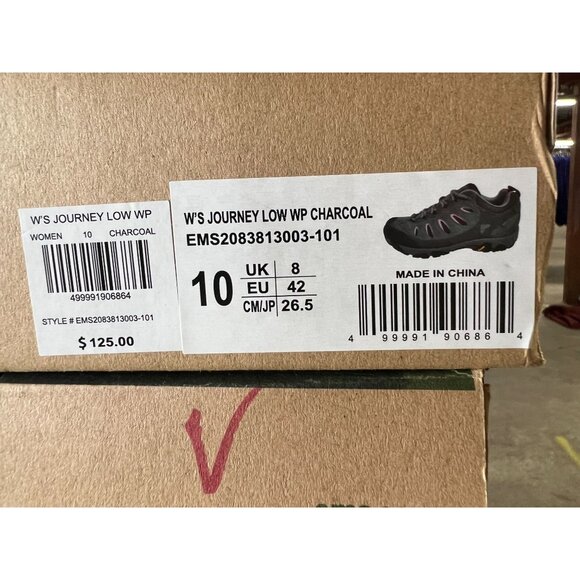 W'S JOURNEY LOW WP
WOMEN 10 CHARCOAL
499991906864
STYLE # EMS2083813003-101
$ 125.00
W'S JOURNEY LOW WP CHARCOAL
EMS2083813003-101
10
UK 8
EU 42
CM/JP 26.5
MADE IN CHINA
4 99991 90686 4